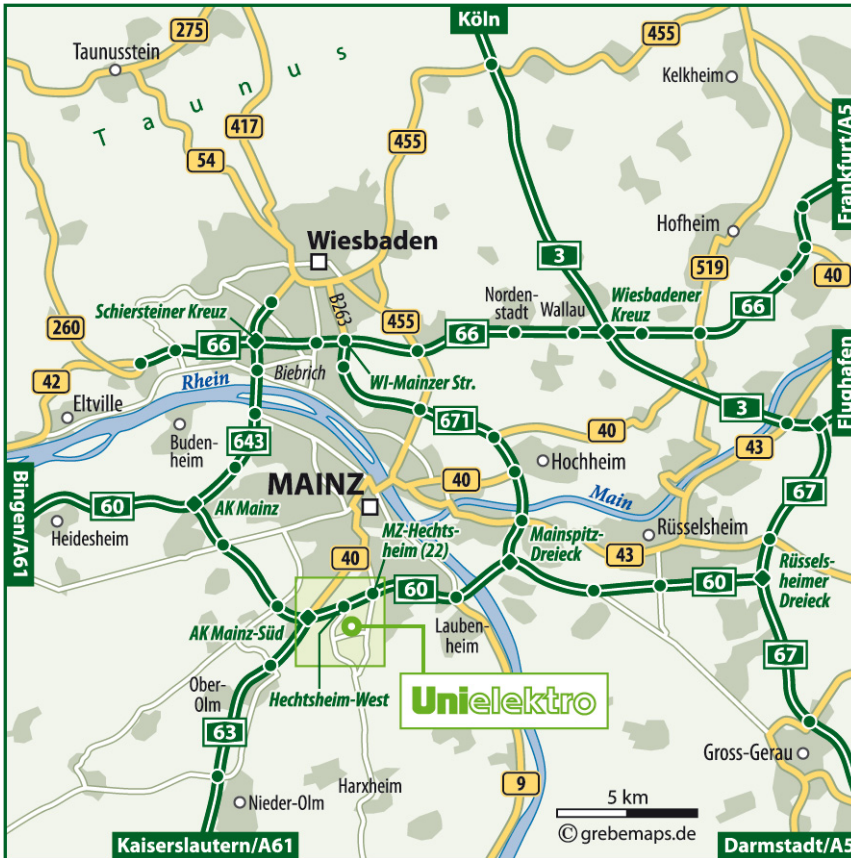 Köln
275
455
Taunusstein
Kelkheim
Taunus
417
455
54
Frankfurt/A5
Wiesbaden
Hofheim
3
519
40
Schiersteiner Kreuz
B263
Norden-
stadt
Wallau
Wiesbadener
Kreuz
66
260
455
66
66
Biebrich
WI-Mainzer Str.
42
Rhein
Eltville
Flughafen
3
671
Buden-
heim
643
40
43
Hochheim
Bingen/A61
MAINZ
40
Main
67
60
AK Mainz
Heidesheim
MZ-Hechts-
heim (22)
Mainspitz-
Dreieck
Rüsselsheim
40
43
60
60
Rüssels-
heimer
Dreieck
AK Mainz-Süd
Lauben-
heim
67
Ober-
Olm
Hechtsheim-West
Unielektro
63
Gross-Gerau
Harxheim
9
5 km
Nieder-Olm
© grebemaps.de
Kaiserslautern/A61
Darmstadt/A5